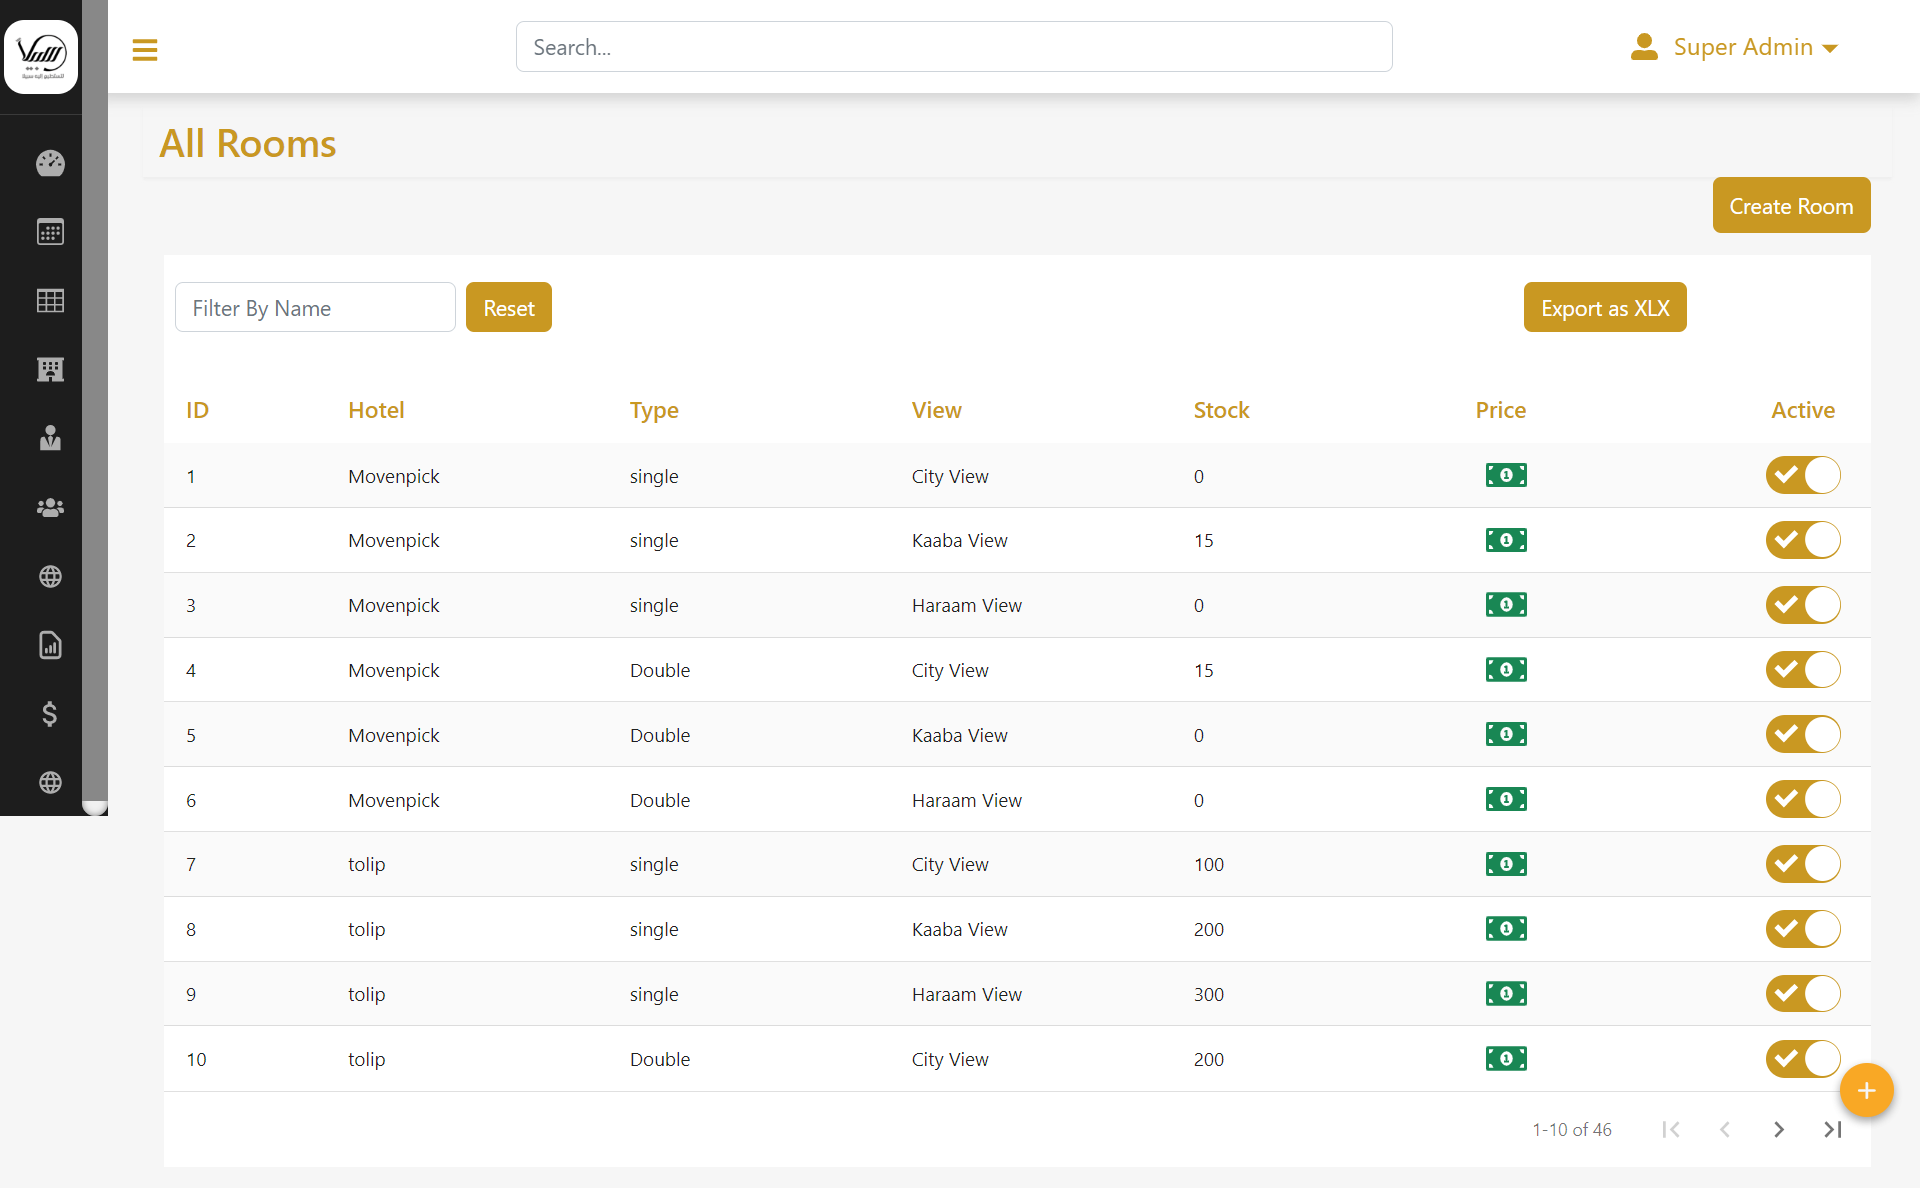 Search...
Super Admin
All Rooms
Create Room
Filter By Name
Reset
Export as XLX
ID Hotel Type View Stock Price Active
1 Movenpick single City View 0
2 Movenpick single Kaaba View 15
3 Movenpick single Haraam View 0
4 Movenpick Double City View 15
5 Movenpick Double Kaaba View 0
6 Movenpick Double Haraam View 0
7 tolip single City View 100
8 tolip single Kaaba View 200
9 tolip single Haraam View 300
10 tolip Double City View 200
1-10 of 46